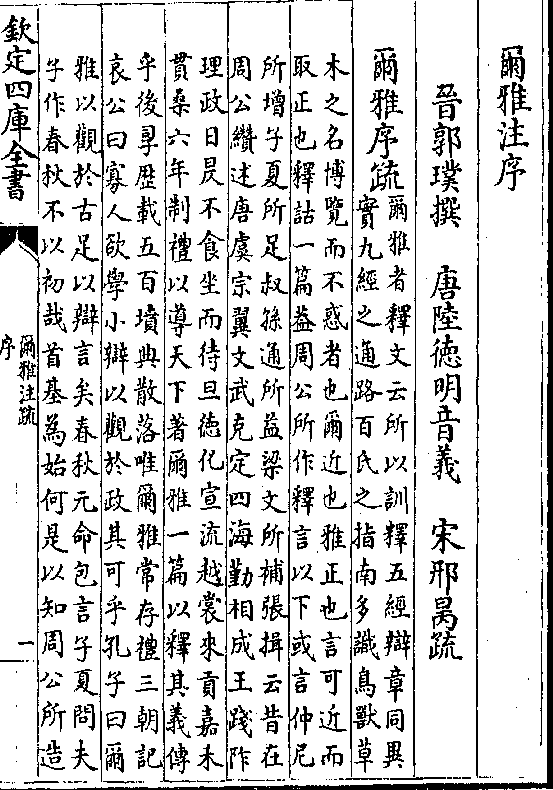 爾雅注序
晉郭璞撰　唐陸德明音義　宋邢昺疏
爾雅序疏
爾雅者釋文云所以訓釋五經辯章同異
實九經之通路百氏之指南多識鳥獸草
木之名博覽而不惑者也爾近也雅正也言可近而
取正也釋詁一篇葢周公所作釋言以下或言仲尼
所增子夏所足叔孫通所益梁文所補張揖云昔在
周公纘述唐虞宗翼文武克定四海勤相成王踐阼
理政日昃不食坐而待旦德化宣流越裳來貢嘉禾
貫桑六年制禮以導天下著爾雅一篇以釋其義傳
乎後孠歷載五百墳典散落唯爾雅常存禮三朝記
哀公曰寡人欲學小辯以觀於政其可乎孔子曰爾
雅以觀於古足以辯言矣春秋元命包言子夏問夫
子作春秋不以初哉首基為始何是以知周公所造
欽定四庫全書
爾雅注疏
序
一